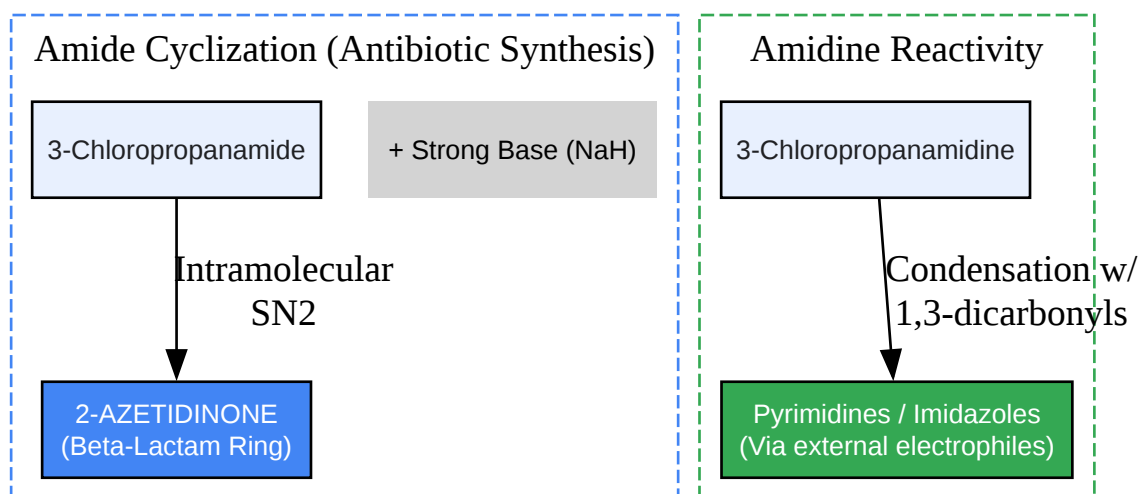 Amide Cyclization (Antibiotic Synthesis)
3-Chloropropanamide
+ Strong Base (NaH)
Intramolecular
SN2
2-AZETIDINONE
(Beta-Lactam Ring)
Amidine Reactivity
3-Chloropropanamidine
Condensation w/
1,3-dicarbonyls
Pyrimidines / Imidazoles
(Via external electrophiles)